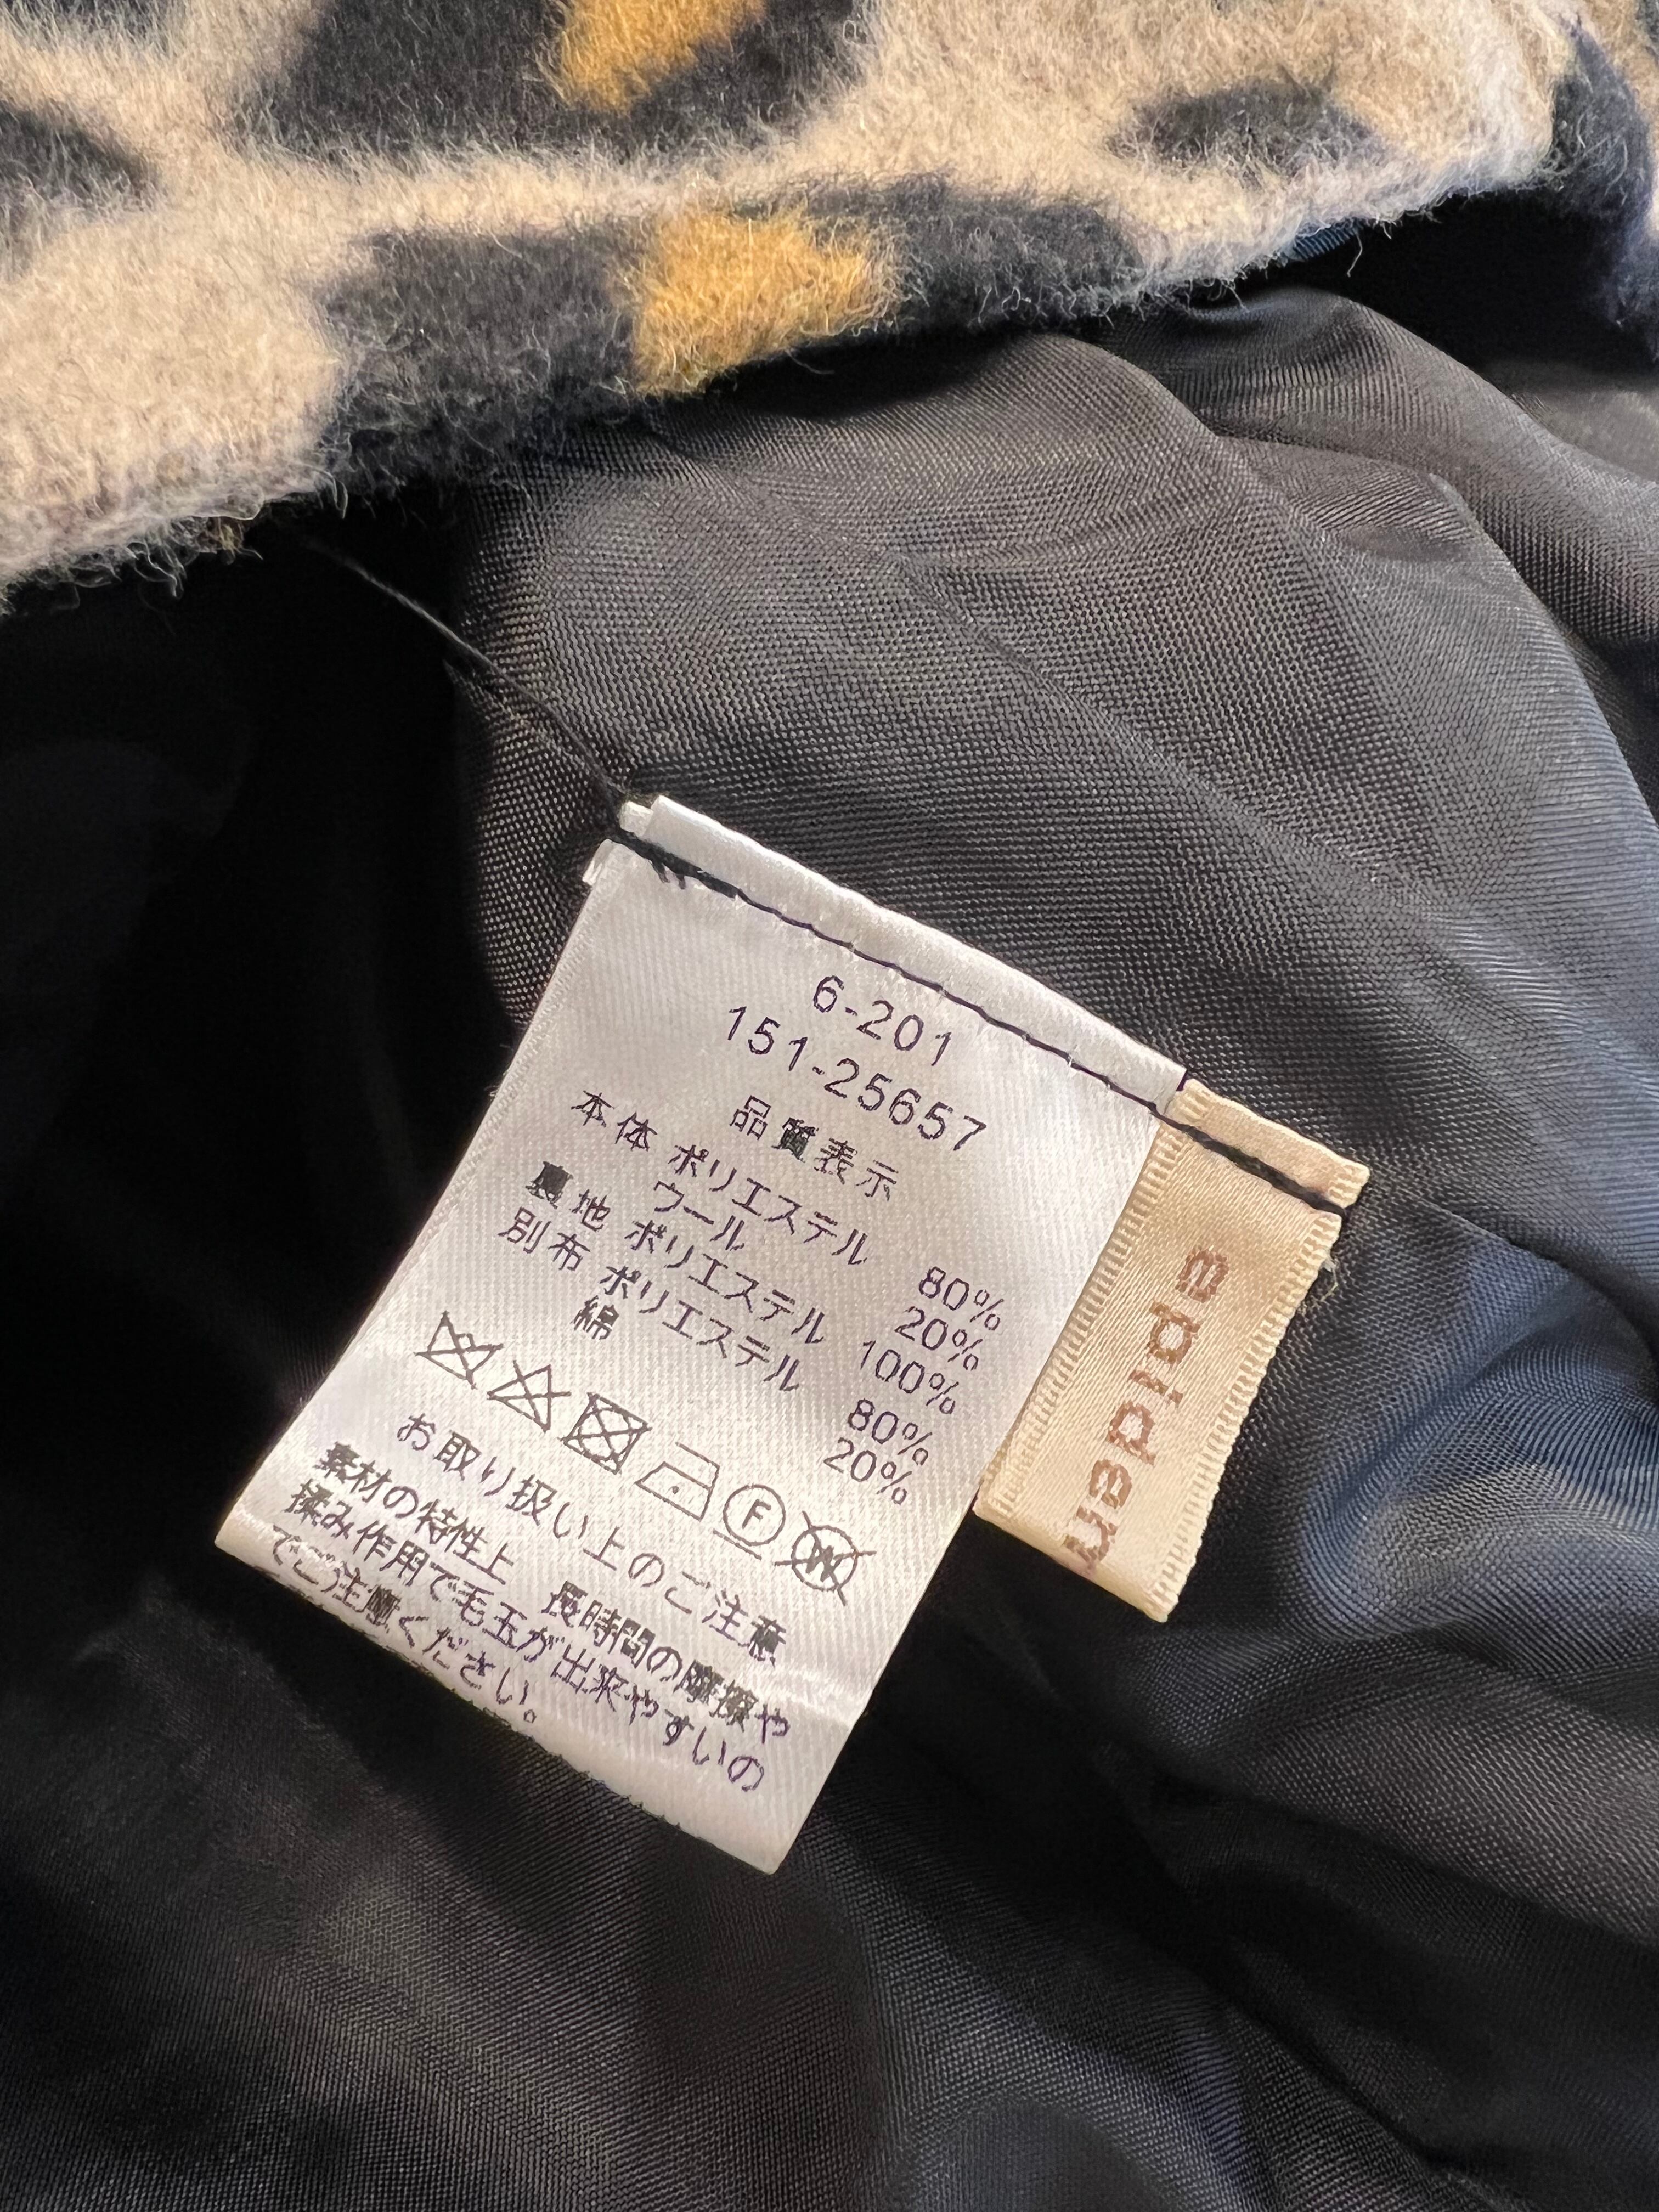 6-201
151-25657
品質表示
本体 ポリエステル 80%
ウール 20%
裏地 ポリエステル 100%
別布 ポリエステル 80%
綿 20%
F W
お取り扱い上のご注意
素材の特性上 長時間の摩擦や
揉み作用で毛玉が出来やすいの
でご注意ください。